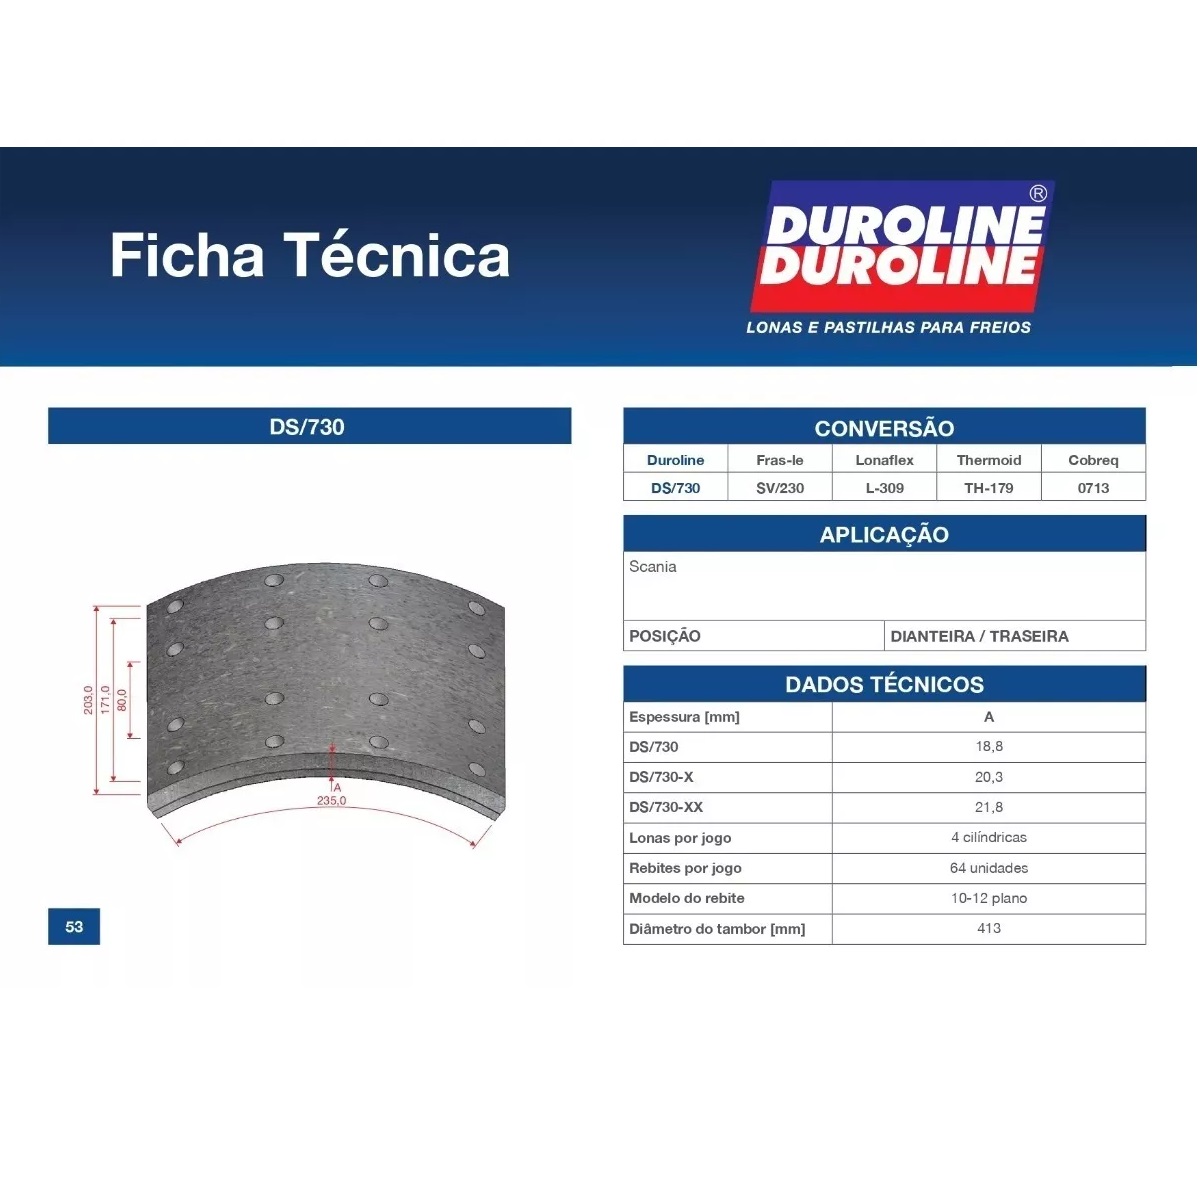 Ficha Técnica
DUROLINE ®
DUROLINE
LONAS E PASTILHAS PARA FREIOS
DS/730
203,0
171,0
80,0
A
235,0
53
CONVERSÃO
Duroline Fras-le Lonaflex Thermoid Cobreq
DS/730 SV/230 L-309 TH-179 0713
APLICAÇÃO
Scania
POSIÇÃO DIANTEIRA / TRASEIRA
DADOS TÉCNICOS
Espessura [mm] A
DS/730 18,8
DS/730-X 20,3
DS/730-XX 21,8
Lonas por jogo 4 cilíndricas
Rebites por jogo 64 unidades
Modelo do rebite 10-12 plano
Diâmetro do tambor [mm] 413